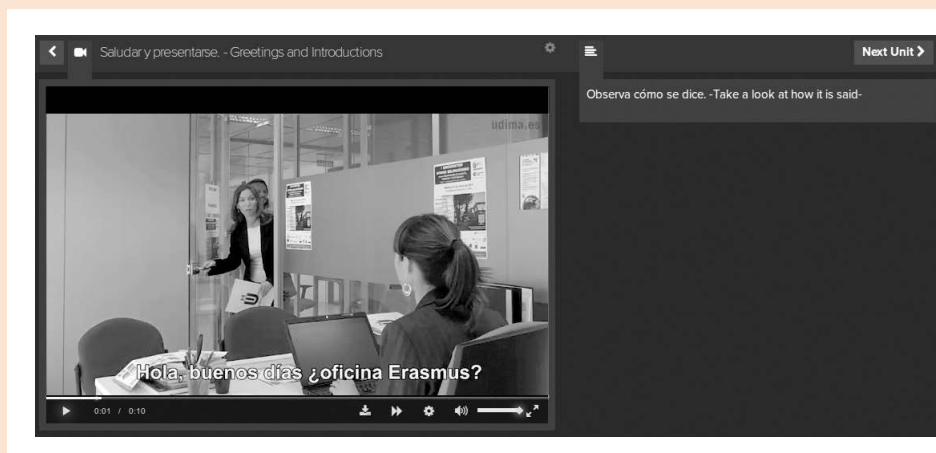 Saludar y presentarse. - Greetings and Introductions
Next Unit
Observa cómo se dice. -Take a look at how it is said-
udima.es
Hola, buenos días ¿oficina Erasmus?
0:01 / 0:10